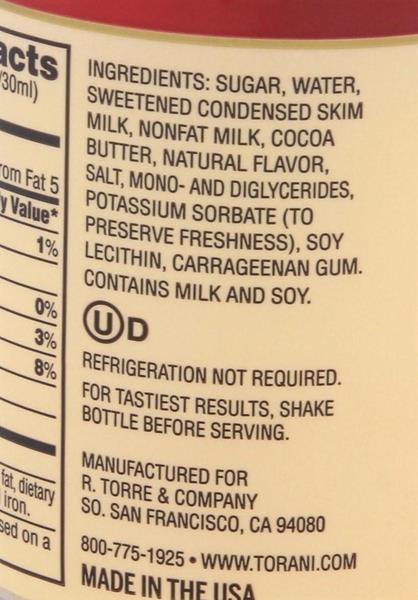 acts
/30ml)
rom Fat 5
y Value*
1%
0%
3%
8%
fat, dietary
iron.
sed on a
INGREDIENTS: SUGAR, WATER,
SWEETENED CONDENSED SKIM
MILK, NONFAT MILK, COCOA
BUTTER, NATURAL FLAVOR,
SALT, MONO- AND DIGLYCERIDES,
POTASSIUM SORBATE (TO
PRESERVE FRESHNESS), SOY
LECITHIN, CARRAGEENAN GUM.
CONTAINS MILK AND SOY.
U D
REFRIGERATION NOT REQUIRED.
FOR TASTIEST RESULTS, SHAKE
BOTTLE BEFORE SERVING.
MANUFACTURED FOR
R. TORRE & COMPANY
SO. SAN FRANCISCO, CA 94080
800-775-1925 • WWW.TORANI.COM
MADE IN THE USA